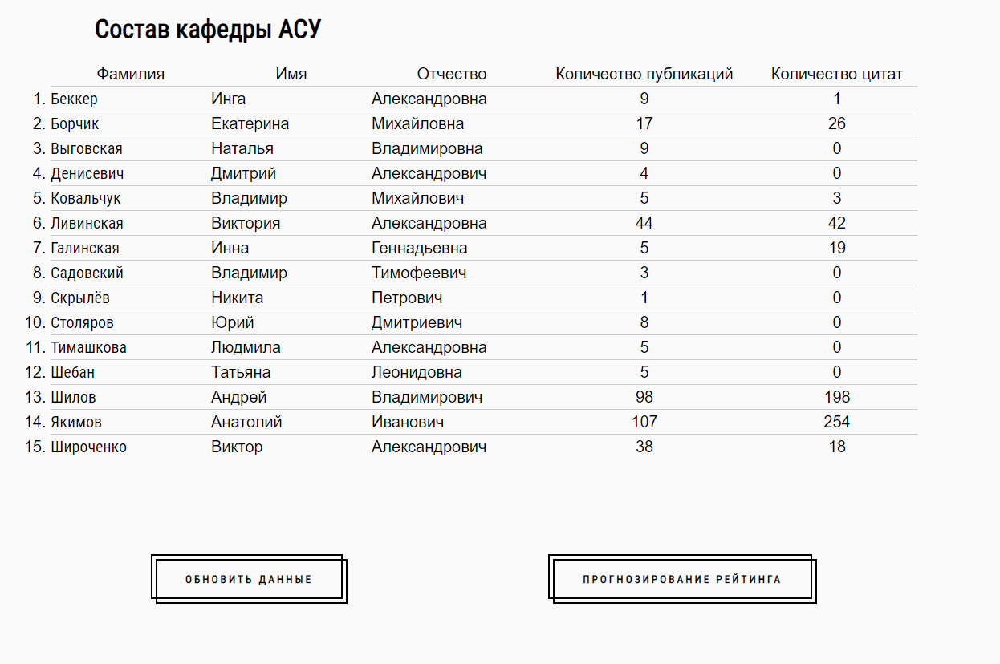 Состав кафедры АСУ
Фамилия Имя Отчество Количество публикаций Количество цитат
1. Беккер Инга Александровна 9 1
2. Борчик Екатерина Михайловна 17 26
3. Выговская Наталья Владимировна 9 0
4. Денисевич Дмитрий Александрович 4 0
5. Ковальчук Владимир Михайлович 5 3
6. Ливинская Виктория Александровна 44 42
7. Галинская Инна Геннадьевна 5 19
8. Садовский Владимир Тимофеевич 3 0
9. Скрылёв Никита Петрович 1 0
10. Столяров Юрий Дмитриевич 8 0
11. Тимашкова Людмила Александровна 5 0
12. Шебан Татьяна Леонидовна 5 0
13. Шилов Андрей Владимирович 98 198
14. Якимов Анатолий Иванович 107 254
15. Широченко Виктор Александрович 38 18
ОБНОВИТЬ ДАННЫЕ ПРОГНОЗИРОВАНИЕ РЕЙТИНГА